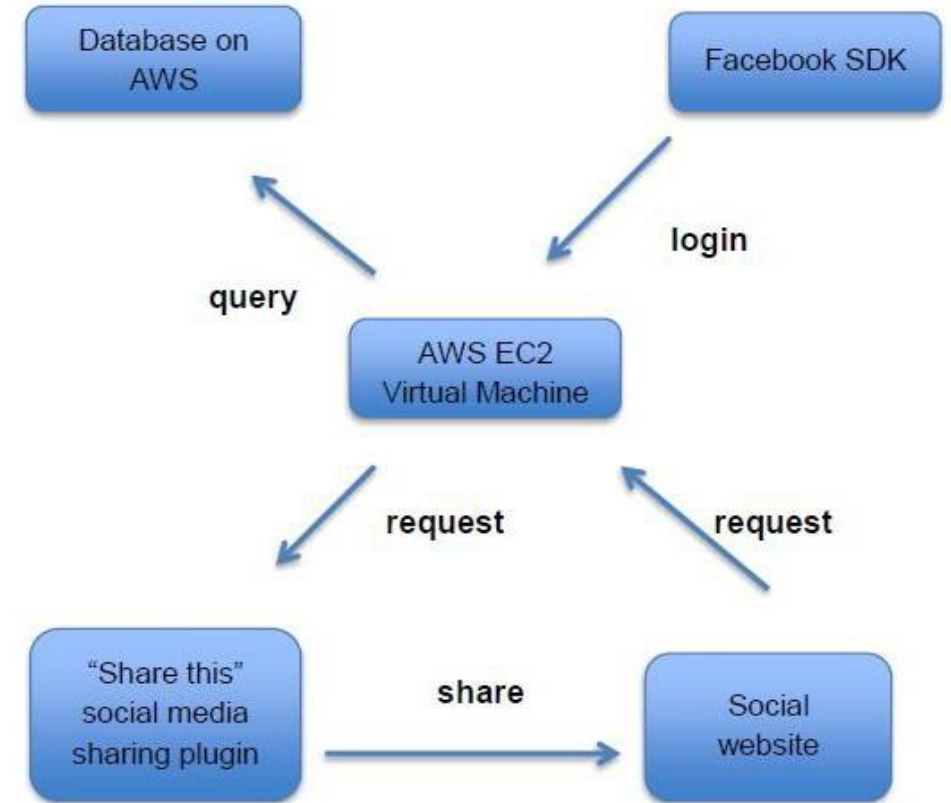 Database on
AWS
Facebook SDK
login
query
AWS EC2
Virtual Machine
request
request
“Share this”
social media
sharing plugin
share
Social
website